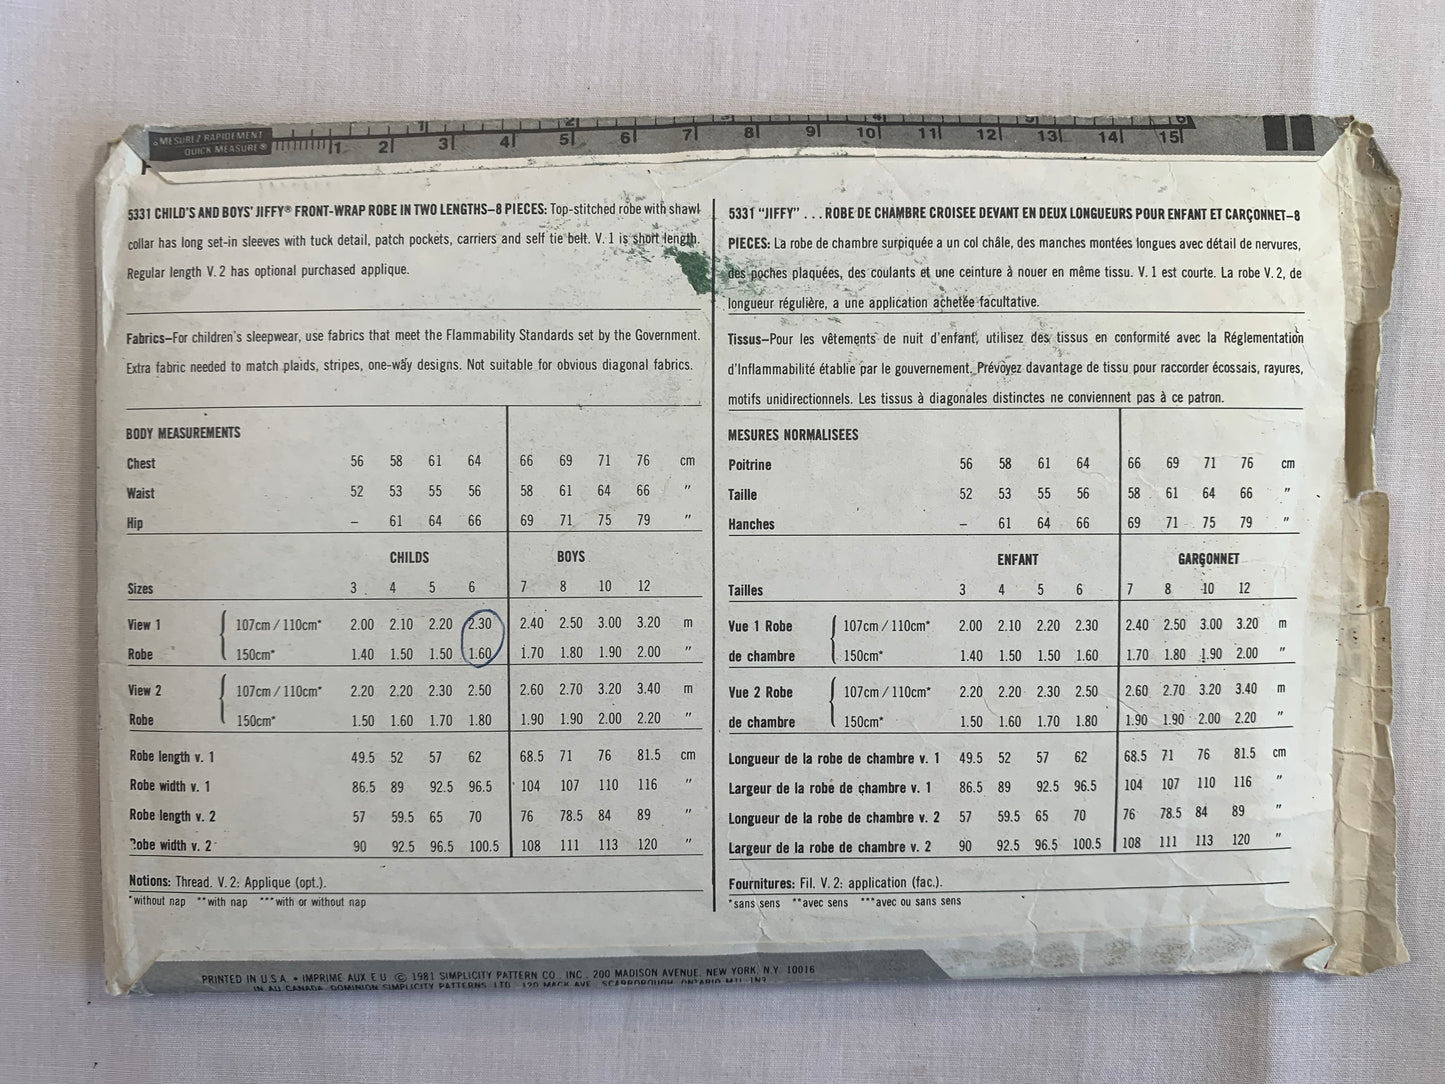 MESUREZ RAPIDEMENT
QUICK MEASURE®
1 2 3 4 5 6 7 8 9 10 11 12 13 14 15
5331 CHILD'S AND BOYS' JIFFY® FRONT-WRAP ROBE IN TWO LENGTHS–8 PIECES: Top-stitched robe with shawl
collar has long set-in sleeves with tuck detail, patch pockets, carriers and self tie belt. V. 1 is short length.
Regular length V. 2 has optional purchased applique.
Fabrics–For children's sleepwear, use fabrics that meet the Flammability Standards set by the Government.
Extra fabric needed to match plaids, stripes, one-way designs. Not suitable for obvious diagonal fabrics.
BODY MEASUREMENTS
Chest 56 58 61 64 66 69 71 76 cm
Waist 52 53 55 56 58 61 64 66 "
Hip – 61 64 66 69 71 75 79 "
CHILDS BOYS
Sizes 3 4 5 6 7 8 10 12
View 1 107cm / 110cm* 2.00 2.10 2.20 2.30 2.40 2.50 3.00 3.20 m
Robe 150cm* 1.40 1.50 1.50 1.60 1.70 1.80 1.90 2.00 "
View 2 107cm / 110cm* 2.20 2.20 2.30 2.50 2.60 2.70 3.20 3.40 m
Robe 150cm* 1.50 1.60 1.70 1.80 1.90 1.90 2.00 2.20 "
Robe length v. 1 49.5 52 57 62 68.5 71 76 81.5 cm
Robe width v. 1 86.5 89 92.5 96.5 104 107 110 116 "
Robe length v. 2 57 59.5 65 70 76 78.5 84 89 "
Robe width v. 2 90 92.5 96.5 100.5 108 111 113 120 "
Notions: Thread. V. 2: Applique (opt.).
*without nap **with nap ***with or without nap
5331 "JIFFY" . . . ROBE DE CHAMBRE CROISEE DEVANT EN DEUX LONGUEURS POUR ENFANT ET GARÇONNET–8
PIECES: La robe de chambre surpiquée a un col châle, des manches montées longues avec détail de nervures,
des poches plaquées, des coulants et une ceinture à nouer en même tissu. V. 1 est courte. La robe V. 2, de
longueur régulière, a une application achetée facultative.
Tissus–Pour les vêtements de nuit d'enfant, utilisez des tissus en conformité avec la Réglementation
d'Inflammabilité établie par le gouvernement. Prévoyez davantage de tissu pour raccorder écossais, rayures,
motifs unidirectionnels. Les tissus à diagonales distinctes ne conviennent pas à ce patron.
MESURES NORMALISEES
Poitrine 56 58 61 64 66 69 71 76 cm
Taille 52 53 55 56 58 61 64 66 "
Hanches – 61 64 66 69 71 75 79 "
ENFANT GARÇONNET
Tailles 3 4 5 6 7 8 10 12
Vue 1 Robe 107cm / 110cm* 2.00 2.10 2.20 2.30 2.40 2.50 3.00 3.20 m
de chambre 150cm* 1.40 1.50 1.50 1.60 1.70 1.80 1.90 2.00 "
Vue 2 Robe 107cm / 110cm* 2.20 2.20 2.30 2.50 2.60 2.70 3.20 3.40 m
de chambre 150cm* 1.50 1.60 1.70 1.80 1.90 1.90 2.00 2.20 "
Longueur de la robe de chambre v. 1 49.5 52 57 62 68.5 71 76 81.5 cm
Largeur de la robe de chambre v. 1 86.5 89 92.5 96.5 104 107 110 116 "
Longueur de la robe de chambre v. 2 57 59.5 65 70 76 78.5 84 89 "
Largeur de la robe de chambre v. 2 90 92.5 96.5 100.5 108 111 113 120 "
Fournitures: Fil. V. 2: application (fac.).
*sans sens **avec sens ***avec ou sans sens
PRINTED IN U.S.A. • IMPRIME AUX E U © 1981 SIMPLICITY PATTERN CO., INC., 200 MADISON AVENUE, NEW YORK, N.Y. 10016
IN AU CANADA, DOMINION SIMPLICITY PATTERNS LTD., 120 MACK AVE., SCARBOROUGH, ONTARIO